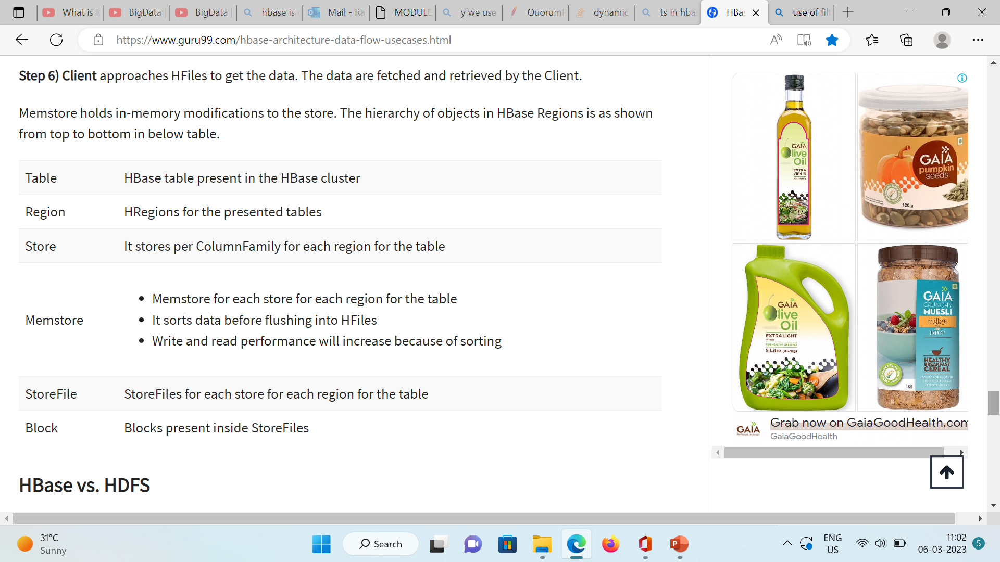 What is H
BigData
BigData
hbase is
Mail - Ra
MODULE
y we use
Quorum
dynamic
ts in hba
HBas
use of filt
https://www.guru99.com/hbase-architecture-data-flow-usecases.html
Step 6) Client approaches HFiles to get the data. The data are fetched and retrieved by the Client.
Memstore holds in-memory modifications to the store. The hierarchy of objects in HBase Regions is as shown
from top to bottom in below table.
Table HBase table present in the HBase cluster
Region HRegions for the presented tables
Store It stores per ColumnFamily for each region for the table
Memstore
Memstore for each store for each region for the table
It sorts data before flushing into HFiles
Write and read performance will increase because of sorting
StoreFile StoreFiles for each store for each region for the table
Block Blocks present inside StoreFiles
HBase vs. HDFS
GAIA
Olive
Oil
EXTRA
VIRGIN
GAIA
pumpkin
seeds
120 g
GAIA
Olive
Oil
EXTRA LIGHT
in taste
FOR HEALTHY LIFESTYLE
5 Litre (4570g)
GAIA
CRUNCHY
MUESLI
millet
DIET
HEALTHY
BREAKFAST
CEREAL
1kg
GAIA
Grab now on GaiaGoodHealth.com
GaiaGoodHealth
31°C
Sunny
Search
ENG
US
11:02
06-03-2023
5